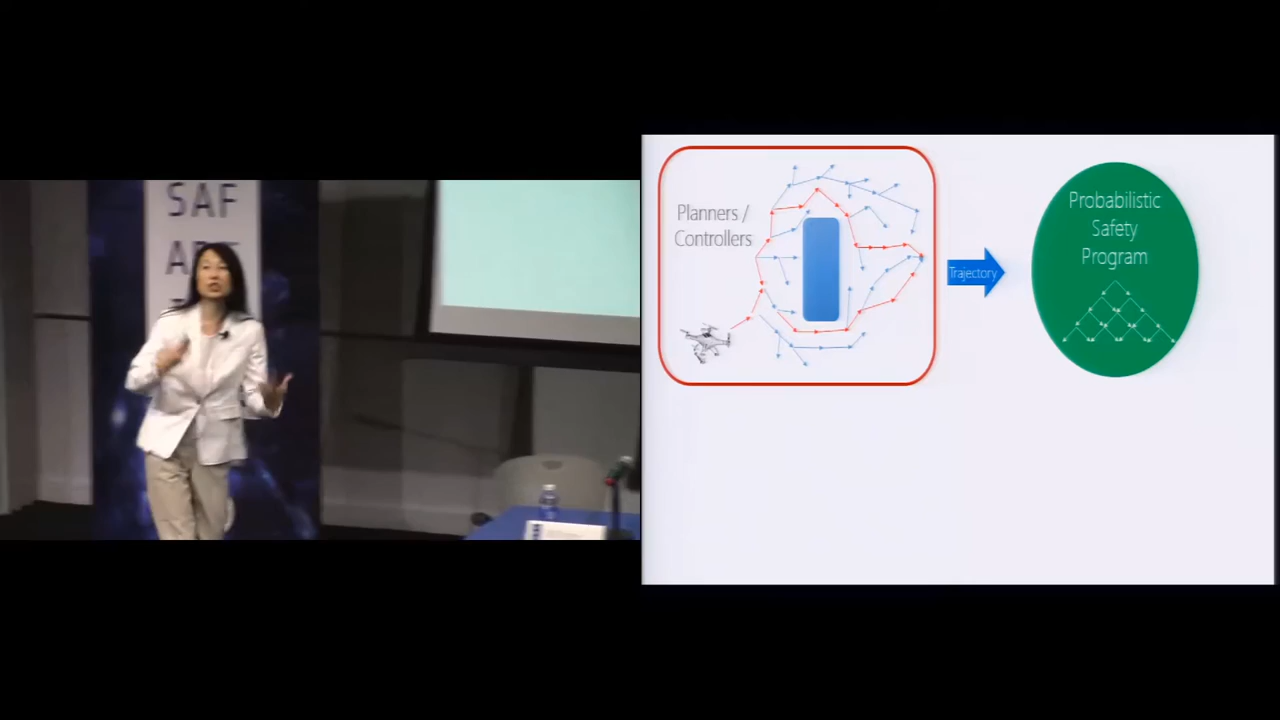 SAF
Planners /
Controllers
Trajectory
Probabilistic
Safety
Program